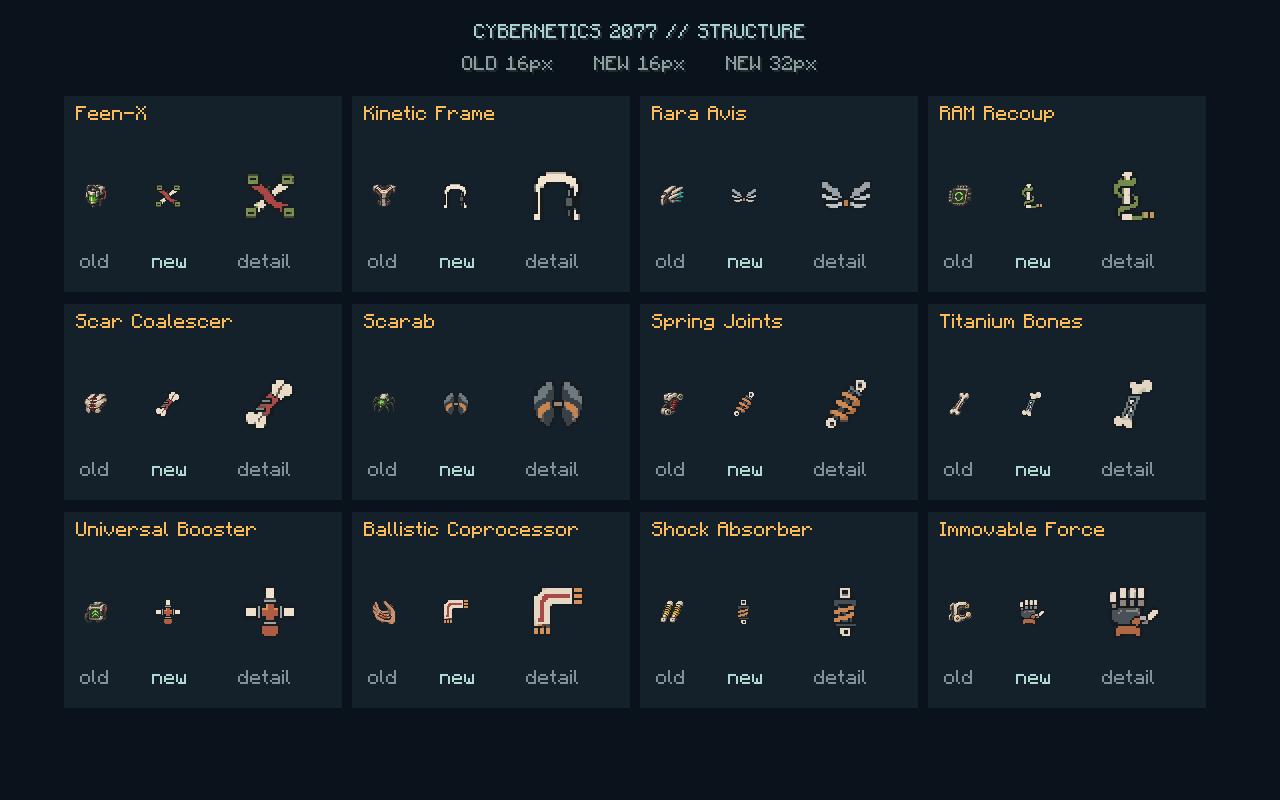 CYBERNETICS 2077 // STRUCTURE
OLD 16px NEW 16px NEW 32px
Feen-X Kinetic Frame Rara Avis RAM Recoup
old new detail old new detail old new detail old new detail
Scar Coalescer Scarab Spring Joints Titanium Bones
old new detail old new detail old new detail old new detail
Universal Booster Ballistic Coprocessor Shock Absorber Immovable Force
old new detail old new detail old new detail old new detail